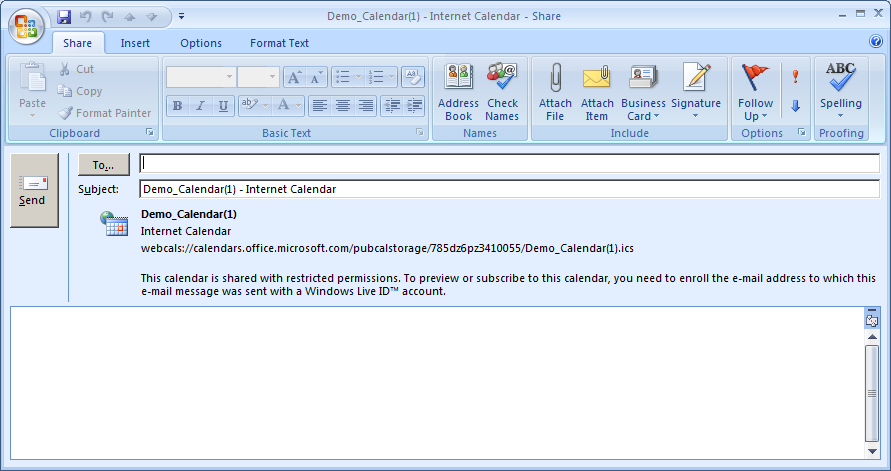 Demo_Calendar(1) - Internet Calendar - Share
Share Insert Options Format Text
Paste
Cut
Copy
Format Painter
Clipboard
B I U ab A
Basic Text
Address Book
Check Names
Names
Attach File
Attach Item
Business Card
Signature
Include
Follow Up
Options
ABC
Spelling
Proofing
Send
To...
Subject: Demo_Calendar(1) - Internet Calendar
Demo_Calendar(1)
Internet Calendar
webcals://calendars.office.microsoft.com/pubcalstorage/785dz6pz3410055/Demo_Calendar(1).ics
This calendar is shared with restricted permissions. To preview or subscribe to this calendar, you need to enroll the e-mail address to which this
e-mail message was sent with a Windows Live ID™ account.